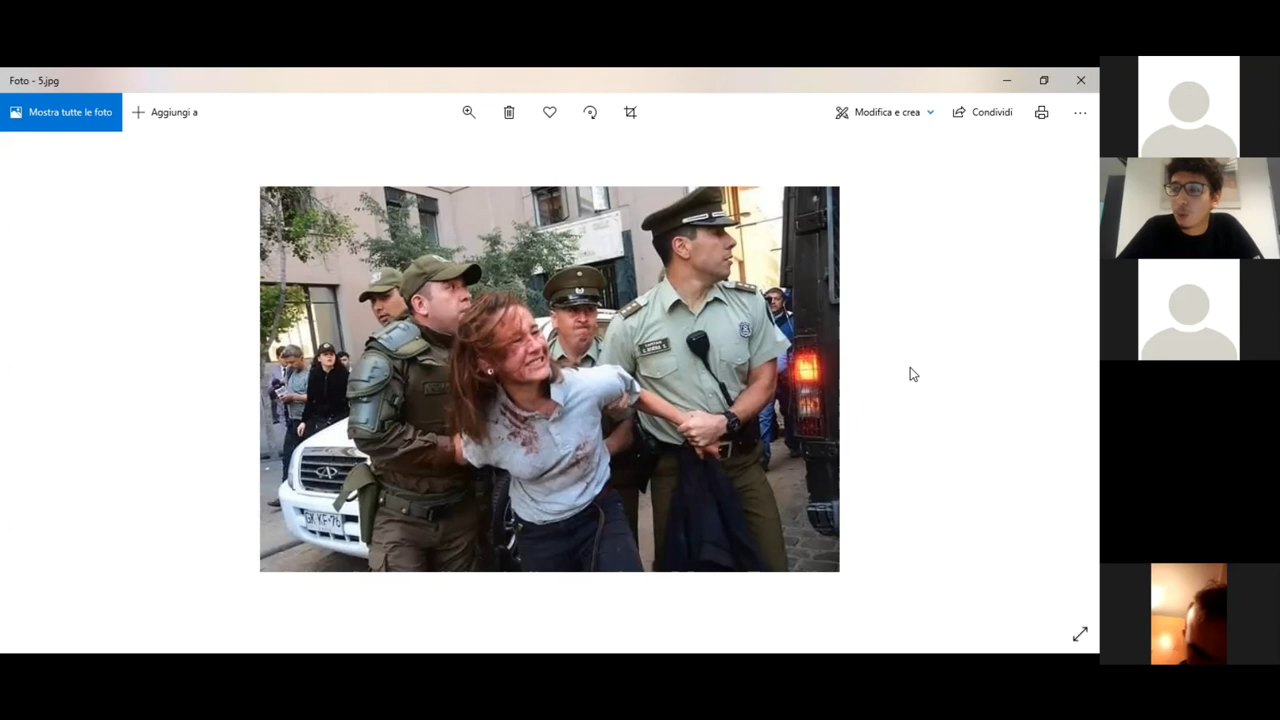 Foto - 5.jpg
Mostra tutte le foto
Aggiungi a
Modifica e crea
Condividi